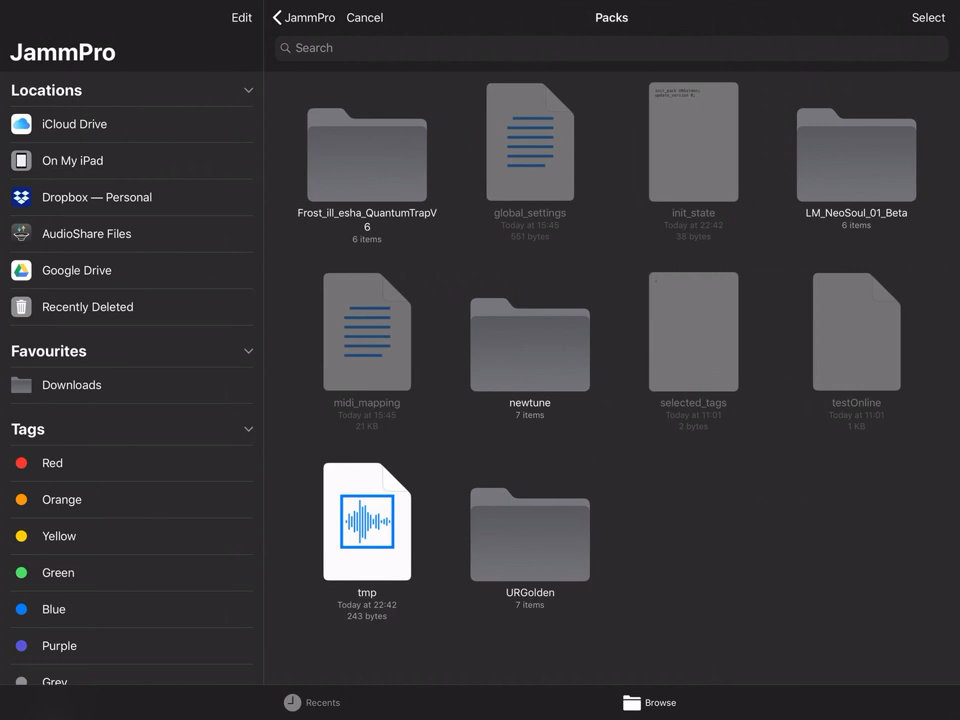 Edit
JammPro
Cancel
Packs
Select
JammPro
Search
Locations
iCloud Drive
On My iPad
Dropbox — Personal
AudioShare Files
Google Drive
Recently Deleted
Favourites
Downloads
Tags
Red
Orange
Yellow
Green
Blue
Purple
Grey
Frost_ill_esha_QuantumTrapV
6
6 items
global_settings
Today at 15:45
551 bytes
init_pack URGolden;
update_version 6;
init_state
Today at 22:42
38 bytes
LM_NeoSoul_01_Beta
6 items
midi_mapping
Today at 15:45
21 KB
newtune
7 items
selected_tags
Today at 11:01
2 bytes
testOnline
Today at 11:01
1 KB
tmp
Today at 22:42
243 bytes
URGolden
7 items
Recents
Browse